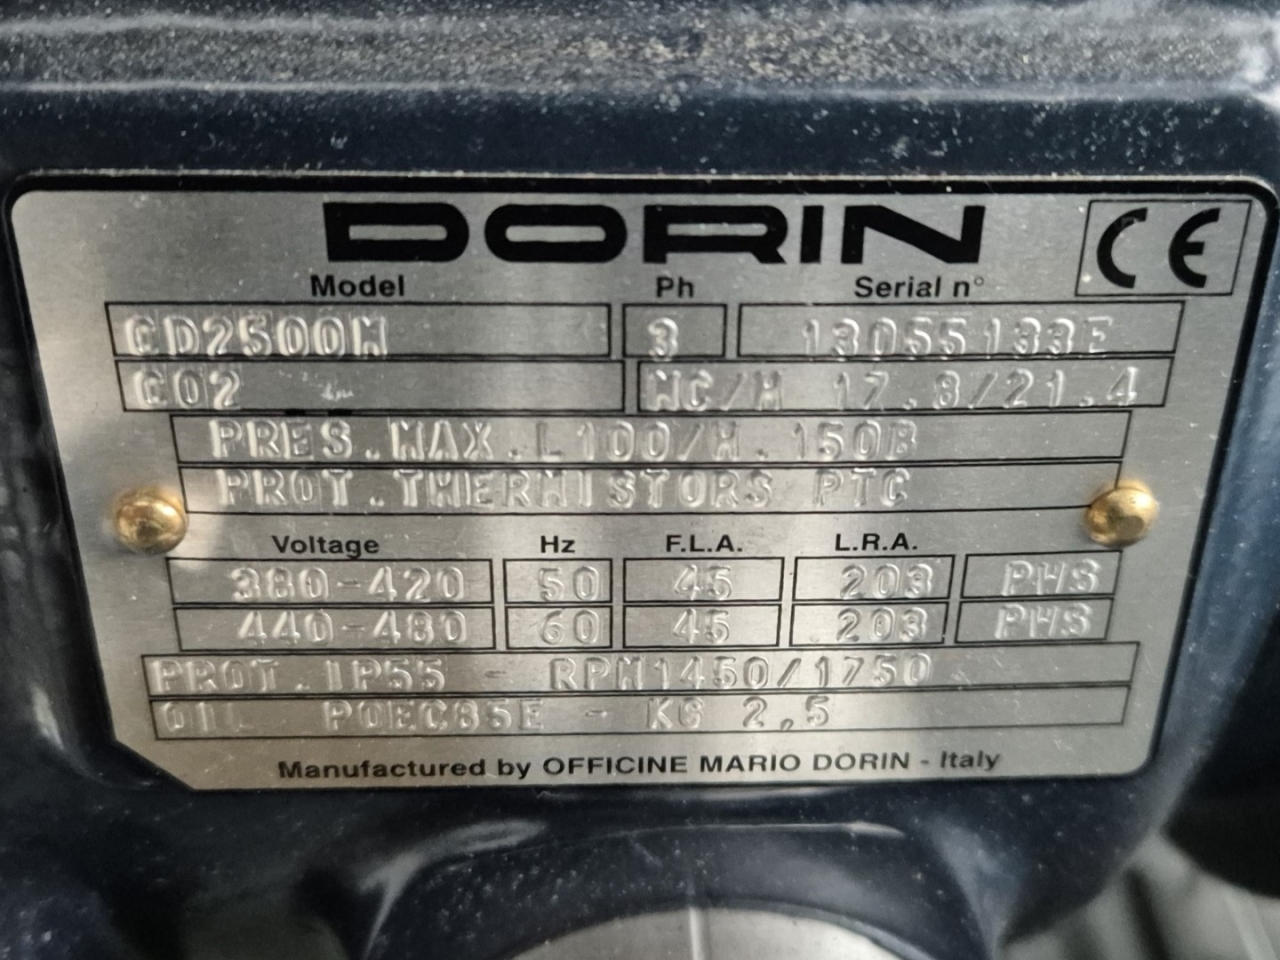 DORIN
CE
Model Ph Serial n°
CD2500M 3 13055133E
CO2 MC/H 17.8/21.4
PRES.MAX.L100/H.150B
PROT.THERMISTORS PTC
Voltage Hz F.L.A. L.R.A.
380-420 50 45 203 PWS
440-480 60 45 203 PWS
PROT.IP55 - RPM1450/1750
OIL POEC85E - KG 2,5
Manufactured by OFFICINE MARIO DORIN - Italy